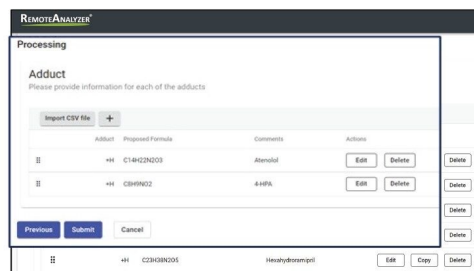 REMOTEANALYZER®
Processing
Adduct
Please provide information for each of the adducts
Import CSV file +
Adduct Proposed Formula Comments Actions
+H C14H22N2O3 Atenolol Edit Delete Delete
+H C8H9NO2 4-HPA Edit Delete Delete
Delete
Previous Submit Cancel Delete
+H C23H38N2O5 Hexahydroramipril Edit Copy Delete